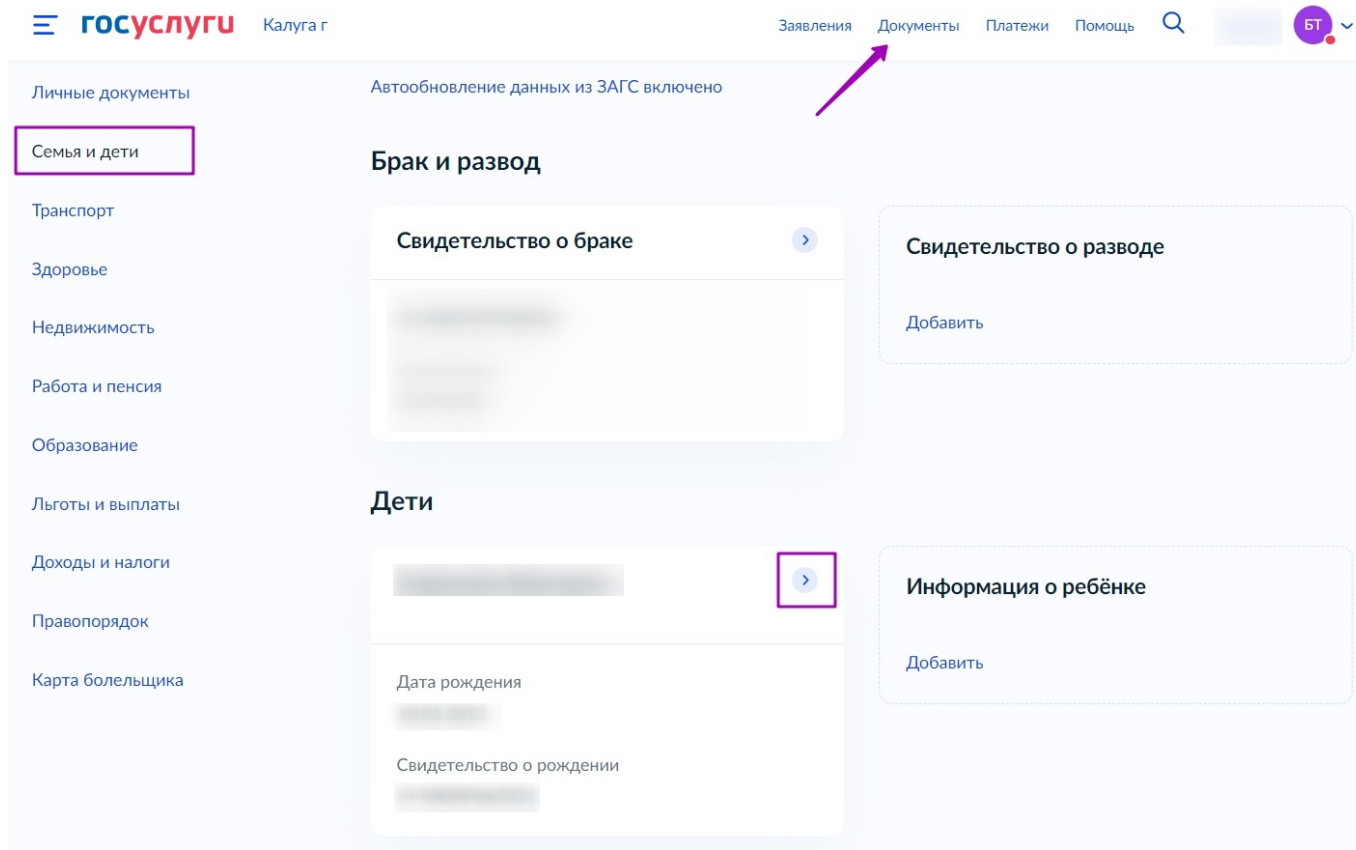 госуслуги Калуга г Заявления Документы Платежи Помощь БТ
Личные документы
Семья и дети
Транспорт
Здоровье
Недвижимость
Работа и пенсия
Образование
Льготы и выплаты
Доходы и налоги
Правопорядок
Карта болельщика
Автообновление данных из ЗАГС включено
Брак и развод
Свидетельство о браке
Свидетельство о разводе
Добавить
Дети
Дата рождения
Свидетельство о рождении
Информация о ребёнке
Добавить